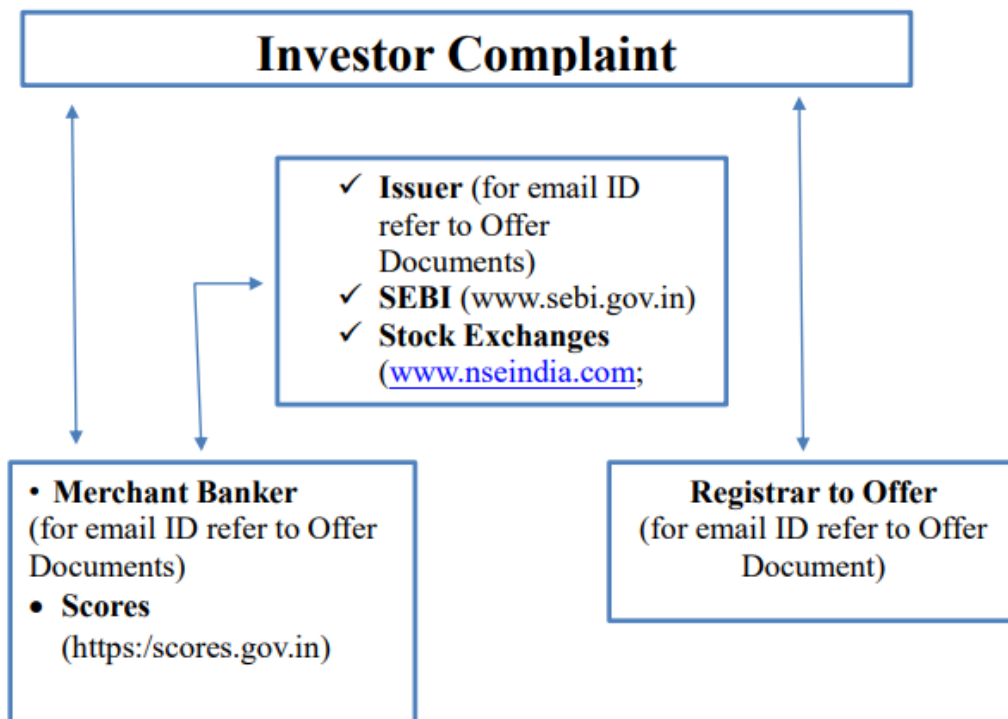 Investor Complaint
✓ Issuer (for email ID
refer to Offer
Documents)
✓ SEBI (www.sebi.gov.in)
✓ Stock Exchanges
(www.nseindia.com;
• Merchant Banker
(for email ID refer to Offer
Documents)
• Scores
(https:/scores.gov.in)
Registrar to Offer
(for email ID refer to Offer
Document)